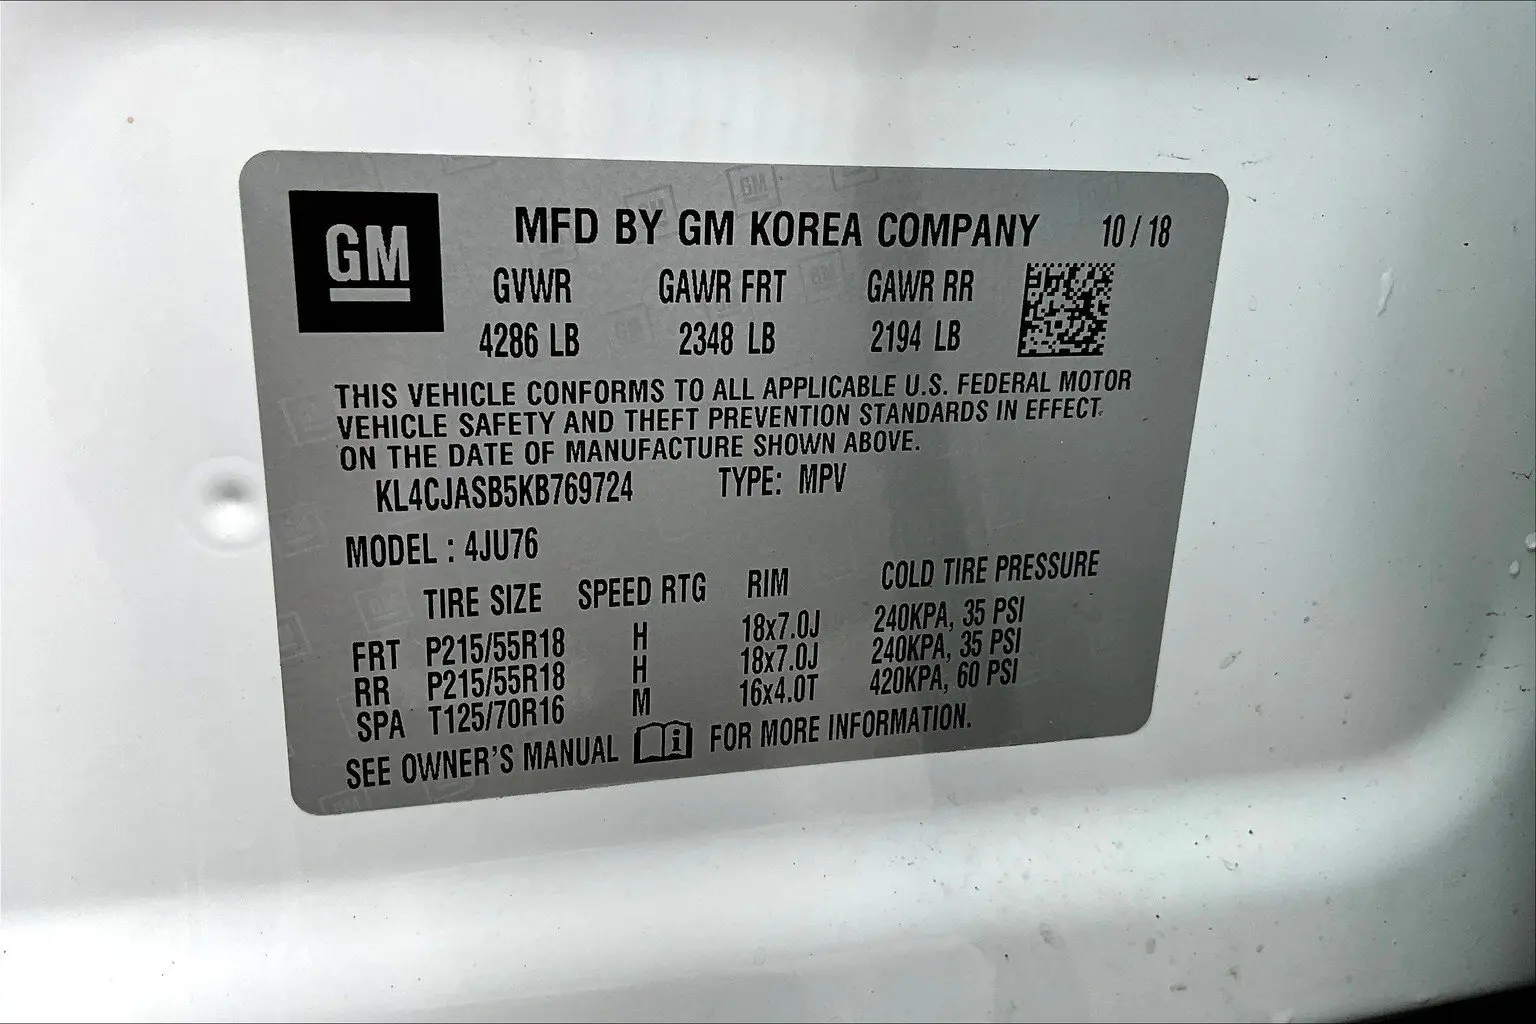 GM
MFD BY GM KOREA COMPANY 10/18
GVWR GAWR FRT GAWR RR
4286 LB 2348 LB 2194 LB
THIS VEHICLE CONFORMS TO ALL APPLICABLE U.S. FEDERAL MOTOR
VEHICLE SAFETY AND THEFT PREVENTION STANDARDS IN EFFECT
ON THE DATE OF MANUFACTURE SHOWN ABOVE.
KL4CJASB5KB769724 TYPE: MPV
MODEL : 4JU76
TIRE SIZE SPEED RTG RIM COLD TIRE PRESSURE
FRT P215/55R18 H 18x7.0J 240KPA, 35 PSI
RR P215/55R18 H 18x7.0J 240KPA, 35 PSI
SPA T125/70R16 M 16x4.0T 420KPA, 60 PSI
SEE OWNER'S MANUAL FOR MORE INFORMATION.